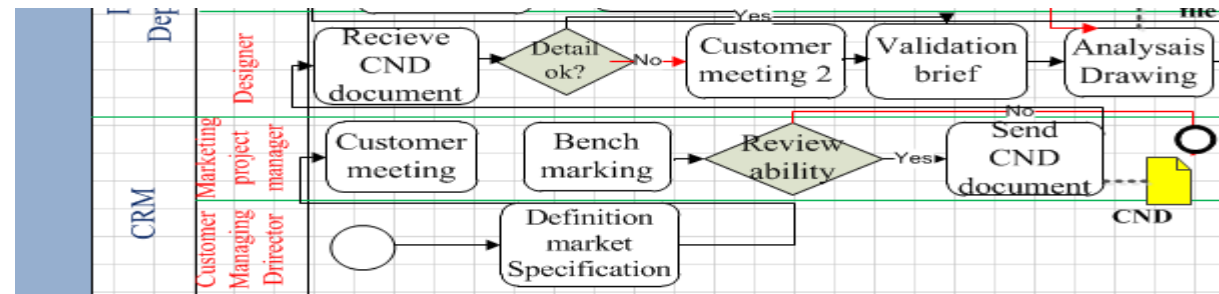 file
Yes
Dep
Designer
Recieve
CND
document
Detail
ok?
No
Customer
meeting 2
Validation
brief
Analysais
Drawing
No
CRM
Marketing
project
manager
Customer
meeting
Bench
marking
Review
ability
Yes
Send
CND
document
CND
Customer
Managing
Drirector
Definition
market
Specification